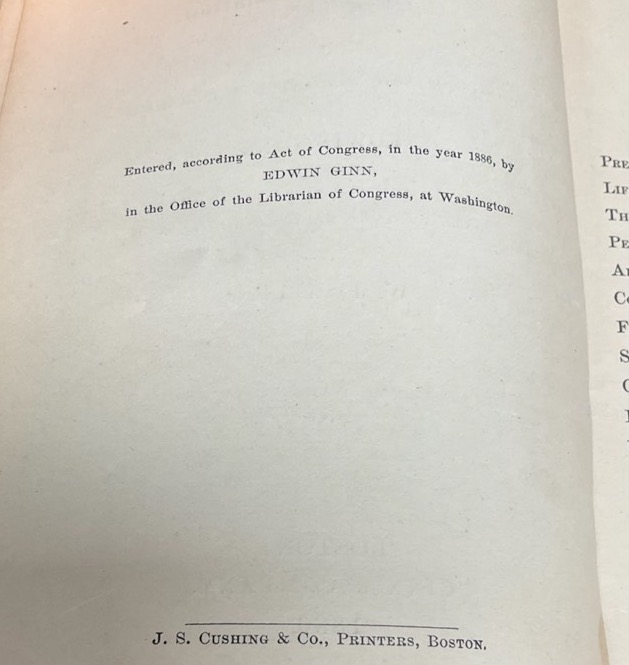 Entered, according to Act of Congress, in the year 1886, by
EDWIN GINN,
in the Office of the Librarian of Congress, at Washington.
J. S. CUSHING & CO., PRINTERS, BOSTON.